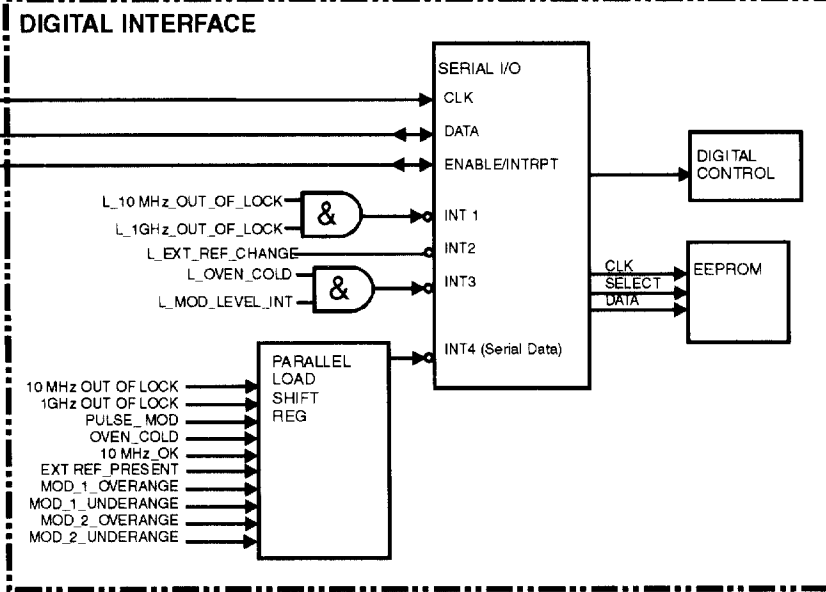 DIGITAL INTERFACE
SERIAL I/O
CLK
DATA
ENABLE/INTRPT
DIGITAL
CONTROL
L_10 MHz_OUT_OF_LOCK
&
INT 1
L_1GHz_OUT_OF_LOCK
L_EXT_REF_CHANGE
INT2
L_OVEN_COLD
&
INT3
L_MOD_LEVEL_INT
CLK
SELECT
DATA
EEPROM
INT4 (Serial Data)
PARALLEL
LOAD
SHIFT
REG
10 MHz OUT OF LOCK
1GHz OUT OF LOCK
PULSE_MOD
OVEN_COLD
10 MHz_OK
EXT REF_PRESENT
MOD_1_OVERANGE
MOD_1_UNDERANGE
MOD_2_OVERANGE
MOD_2_UNDERANGE